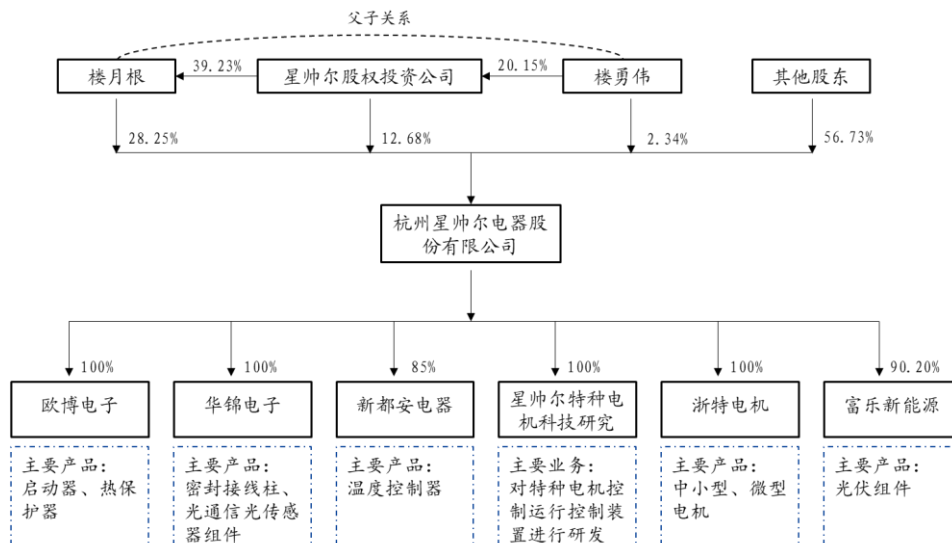 父子关系
楼月根
39.23%
星帅尔股权投资公司
20.15%
楼勇伟
其他股东
28.25%
12.68%
2.34%
56.73%
杭州星帅尔电器股
份有限公司
100%
100%
85%
100%
100%
90.20%
欧博电子
华锦电子
新都安电器
星帅尔特种电
机科技研究
浙特电机
富乐新能源
主要产品：
启动器、热保
护器
主要产品：
密封接线柱、
光通信光传感
器组件
主要产品：
温度控制器
主要业务：
对特种电机控
制运行控制装
置进行研发
主要产品：
中小型、微型
电机
主要产品：
光伏组件